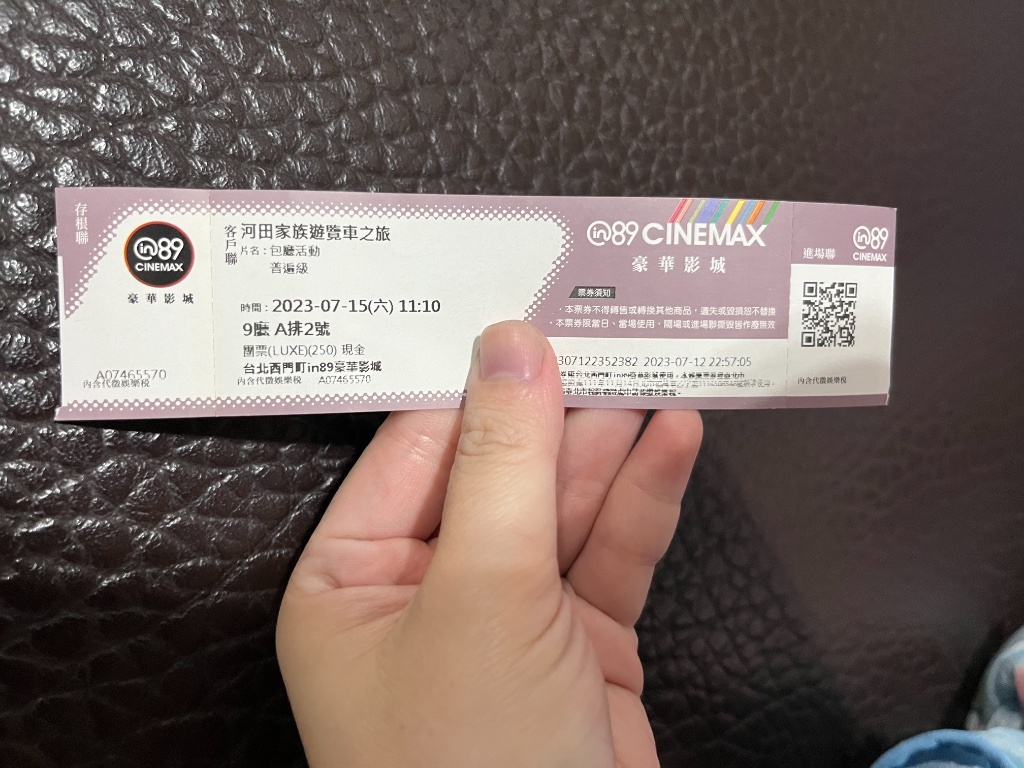 存根聯
in89
CINEMAX
豪華影城
A07465570
內含代徵娛樂稅
客戶聯
河田家族遊覽車之旅
片名：包廳活動
普遍級
時間：2023-07-15(六) 11:10
9廳 A排2號
團票(LUXE)(250) 現金
台北西門町in89豪華影城
內含代徵娛樂稅 A07465570
in89 CINEMAX
豪華影城
票券須知
·本票券不得轉售或轉換其他商品，遺失或毀損恕不替換
·本票券限當日、當場使用，隔場或進場聯撕毀皆作廢無效
0307122352382 2023-07-12 22:57:05
進場聯
in89
CINEMAX
內含代徵娛樂稅